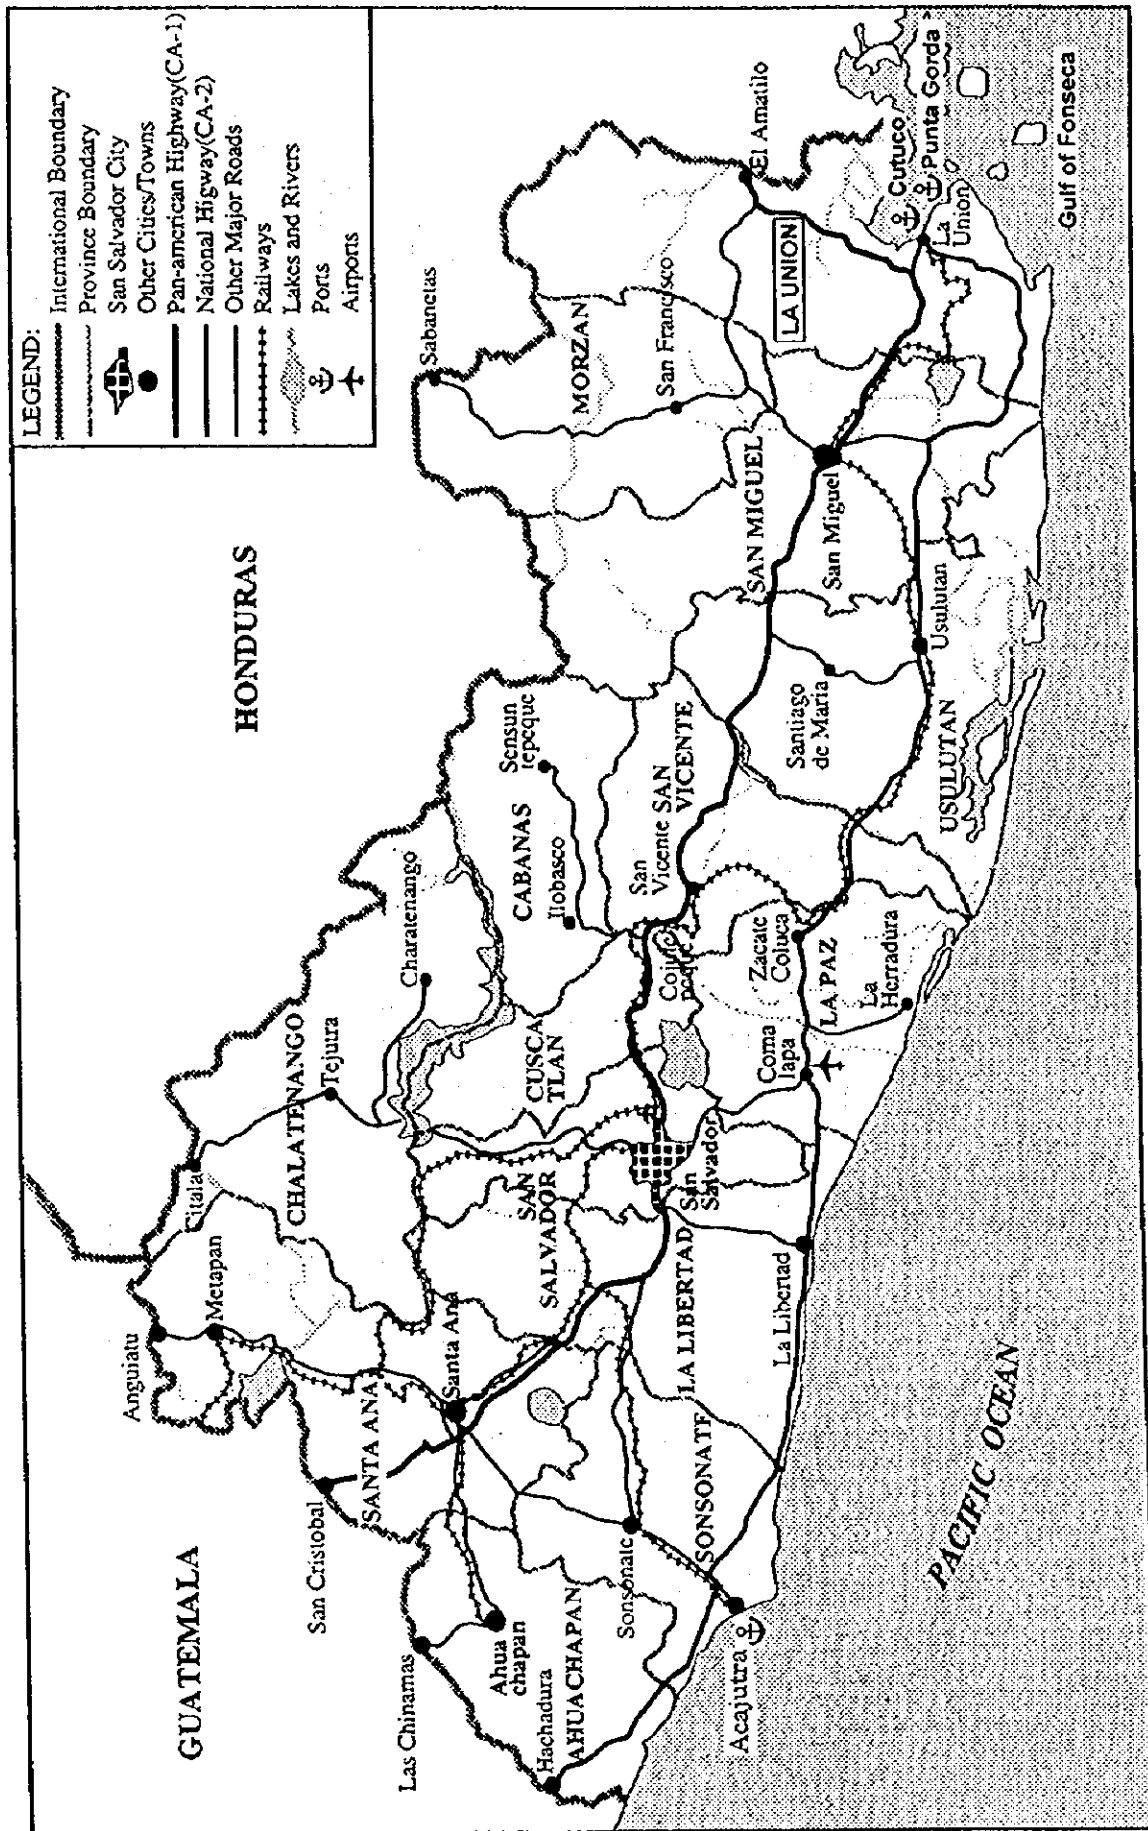 LEGEND:
International Boundary
Province Boundary
San Salvador City
Other Cities/Towns
Pan-american Highway(CA-1)
National Higway(CA-2)
Other Major Roads
Railways
Lakes and Rivers
Ports
Airports
GUATEMALA
HONDURAS
Anguiatu
Metapan
Citala
San Cristobal
CHALATENANGO
Tejutra
Charatenango
Sabanetas
Las Chinamas
SANTA ANA
Santa Ana
Ahua
chapan
Hachadura
AHUACHAPAN
SAN
SALVADOR
CUSCA
TLAN
CABANAS
Ilobasco
Sensun
tepeque
MORZAN
San Francisco
El Amatilo
LA UNION
Sonsonate
SONSONATE
LA LIBERTAD
San
Salvador
Cojute
peque
San
Vicente
SAN
VICENTE
SAN MIGUEL
San Miguel
Santiago
de Maria
Cutuco
Punta Gorda
La
Union
Acajutra
La Libertad
Coma
lapa
Zacate
Coluca
LA PAZ
La
Herradura
Usulutan
USULUTAN
Gulf of Fonseca
PACIFIC OCEAN